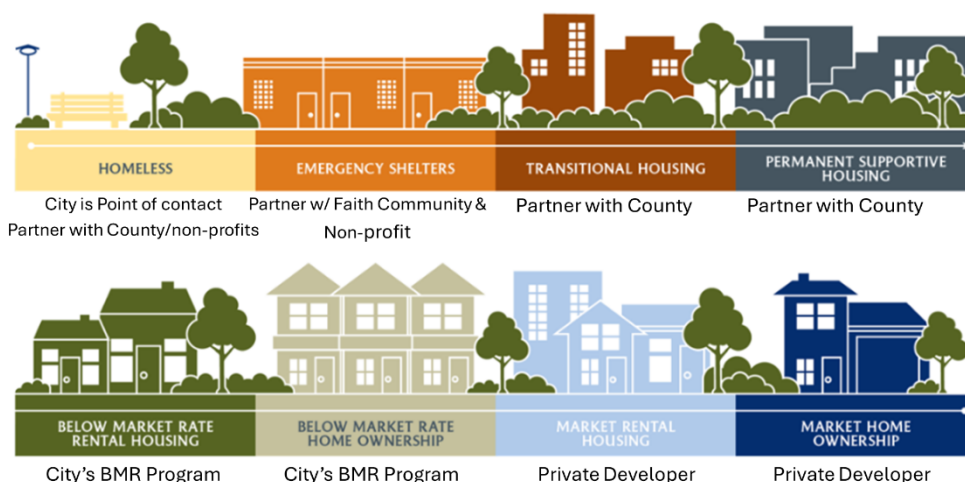 HOMELESS
EMERGENCY SHELTERS
TRANSITIONAL HOUSING
PERMANENT SUPPORTIVE
HOUSING
City is Point of contact
Partner with County/non-profits
Partner w/ Faith Community &
Non-profit
Partner with County
Partner with County
BELOW MARKET RATE
RENTAL HOUSING
BELOW MARKET RATE
HOME OWNERSHIP
MARKET RENTAL
HOUSING
MARKET HOME
OWNERSHIP
City's BMR Program
City's BMR Program
Private Developer
Private Developer